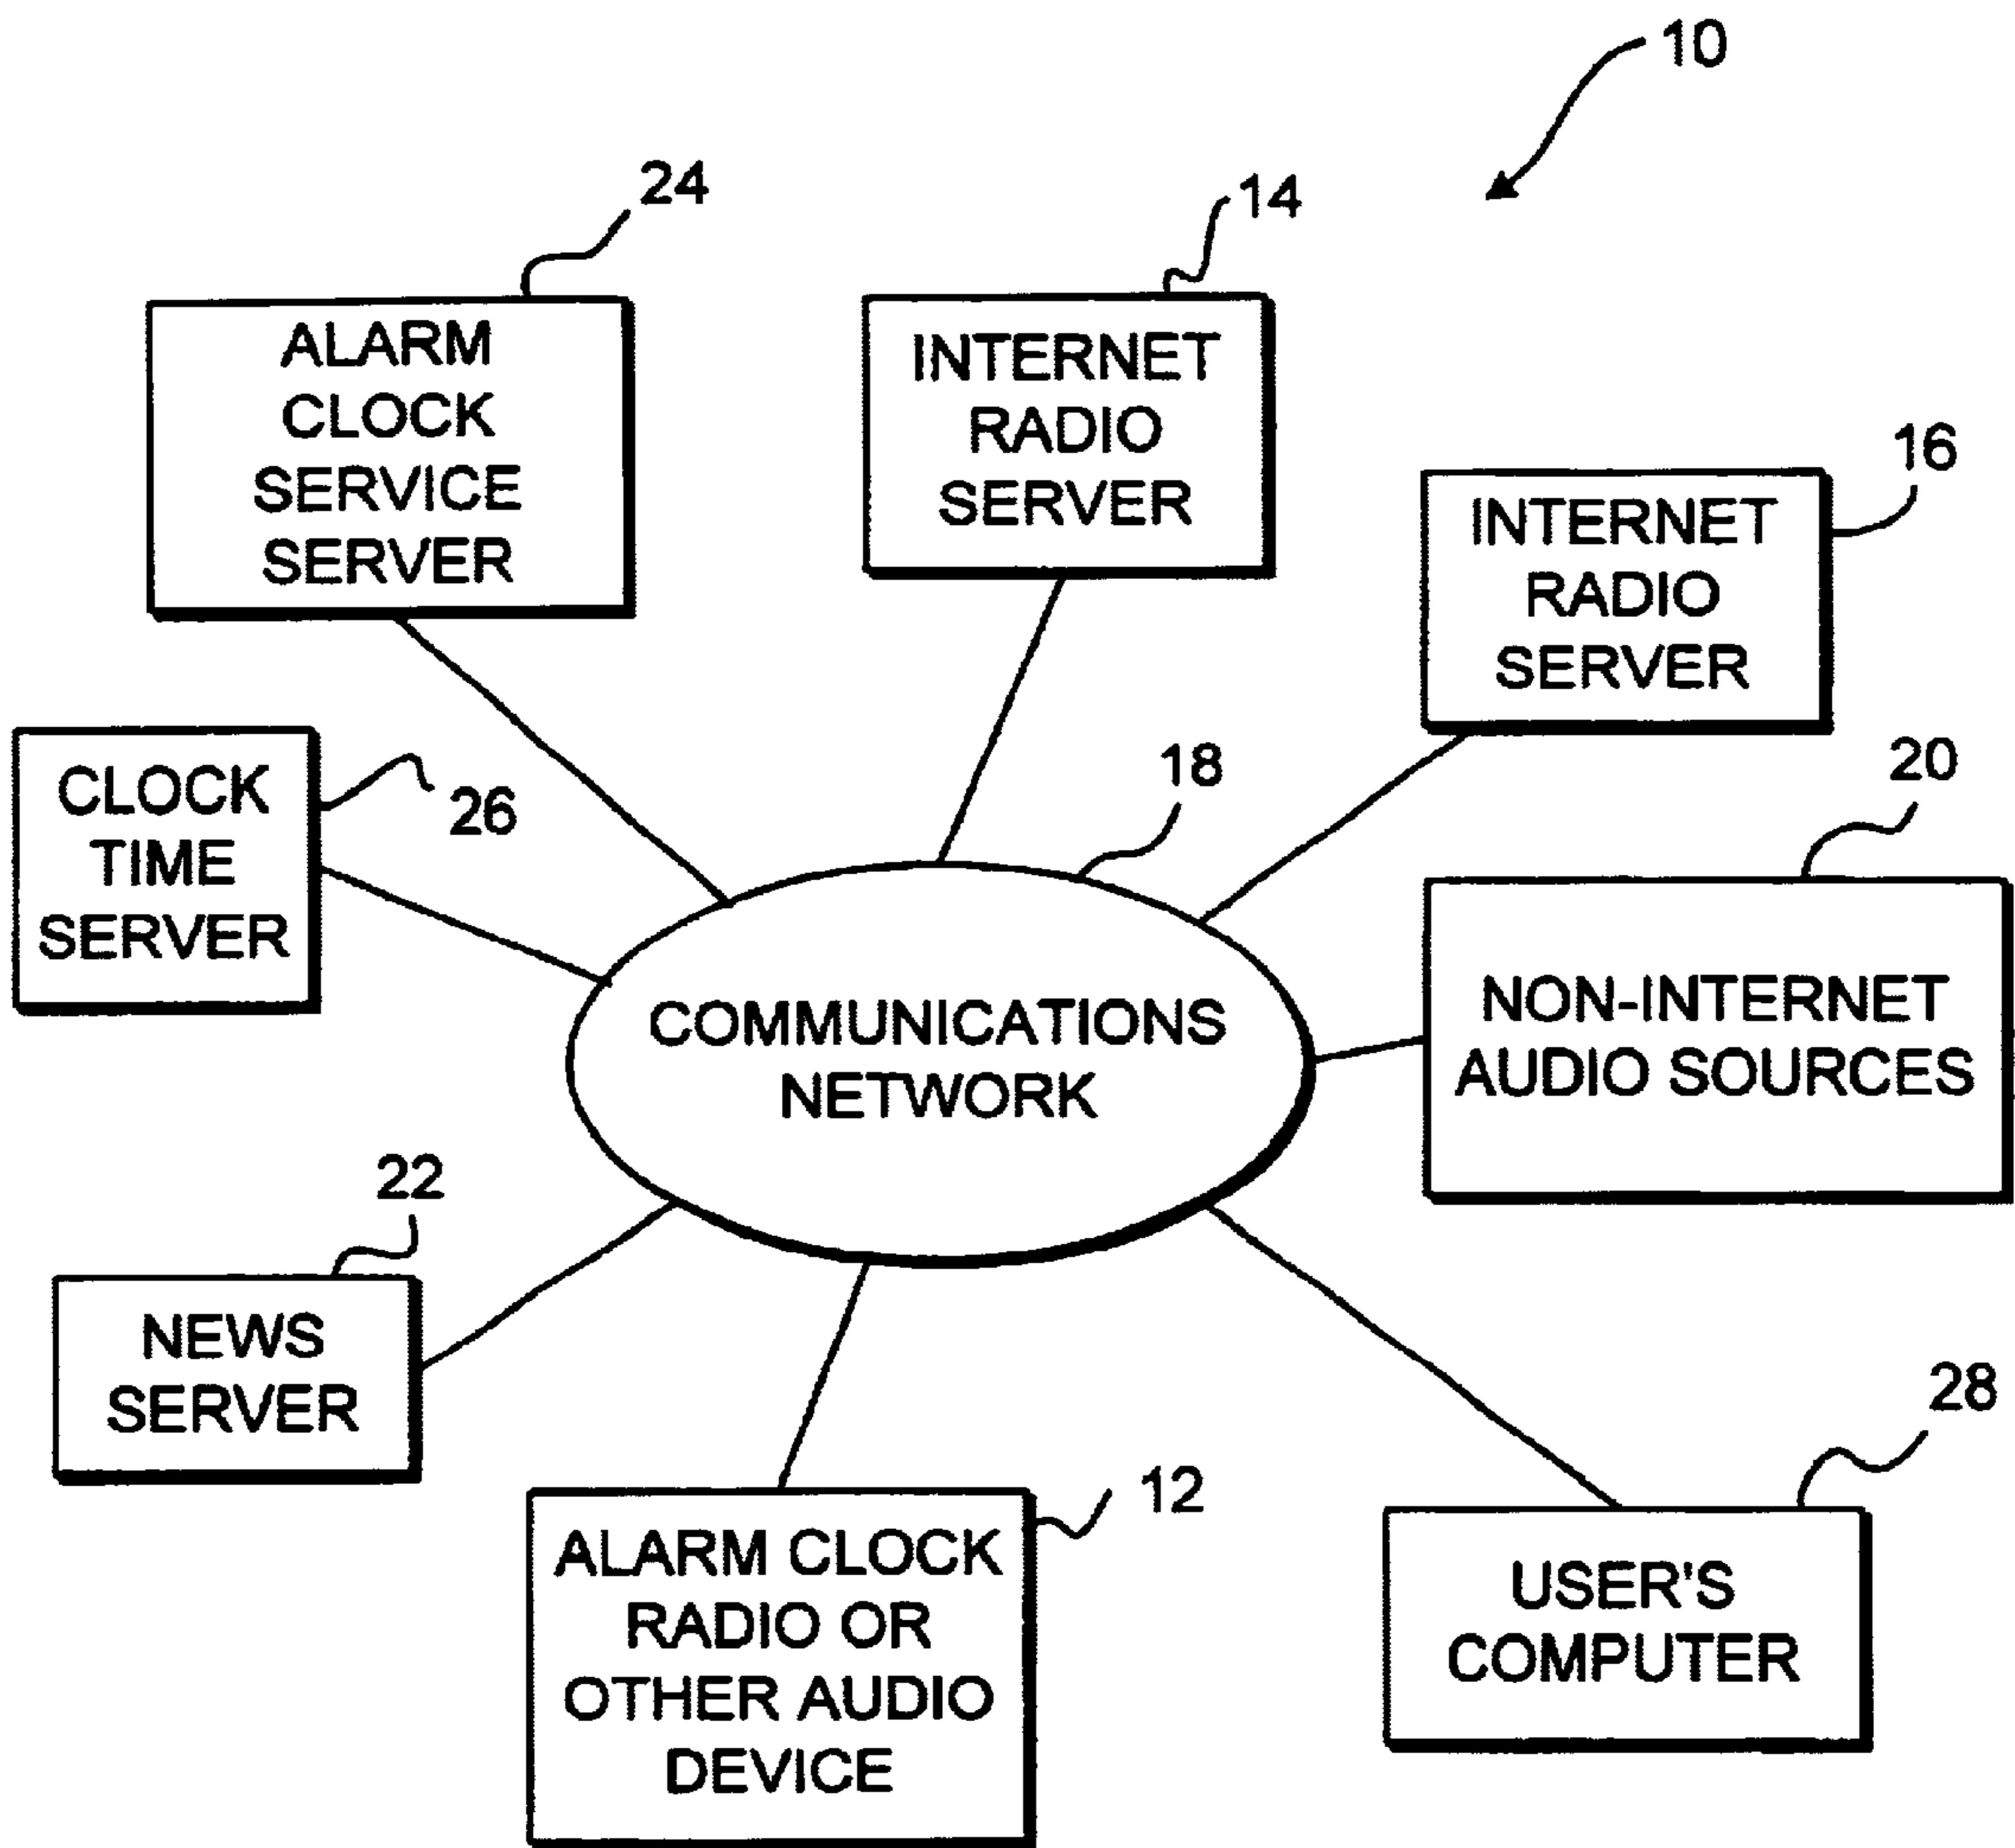 10
24
ALARM
CLOCK
SERVICE
SERVER
14
INTERNET
RADIO
SERVER
16
INTERNET
RADIO
SERVER
CLOCK
TIME
SERVER
26
18
20
COMMUNICATIONS
NETWORK
NON-INTERNET
AUDIO SOURCES
22
NEWS
SERVER
12
ALARM CLOCK
RADIO OR
OTHER AUDIO
DEVICE
28
USER'S
COMPUTER